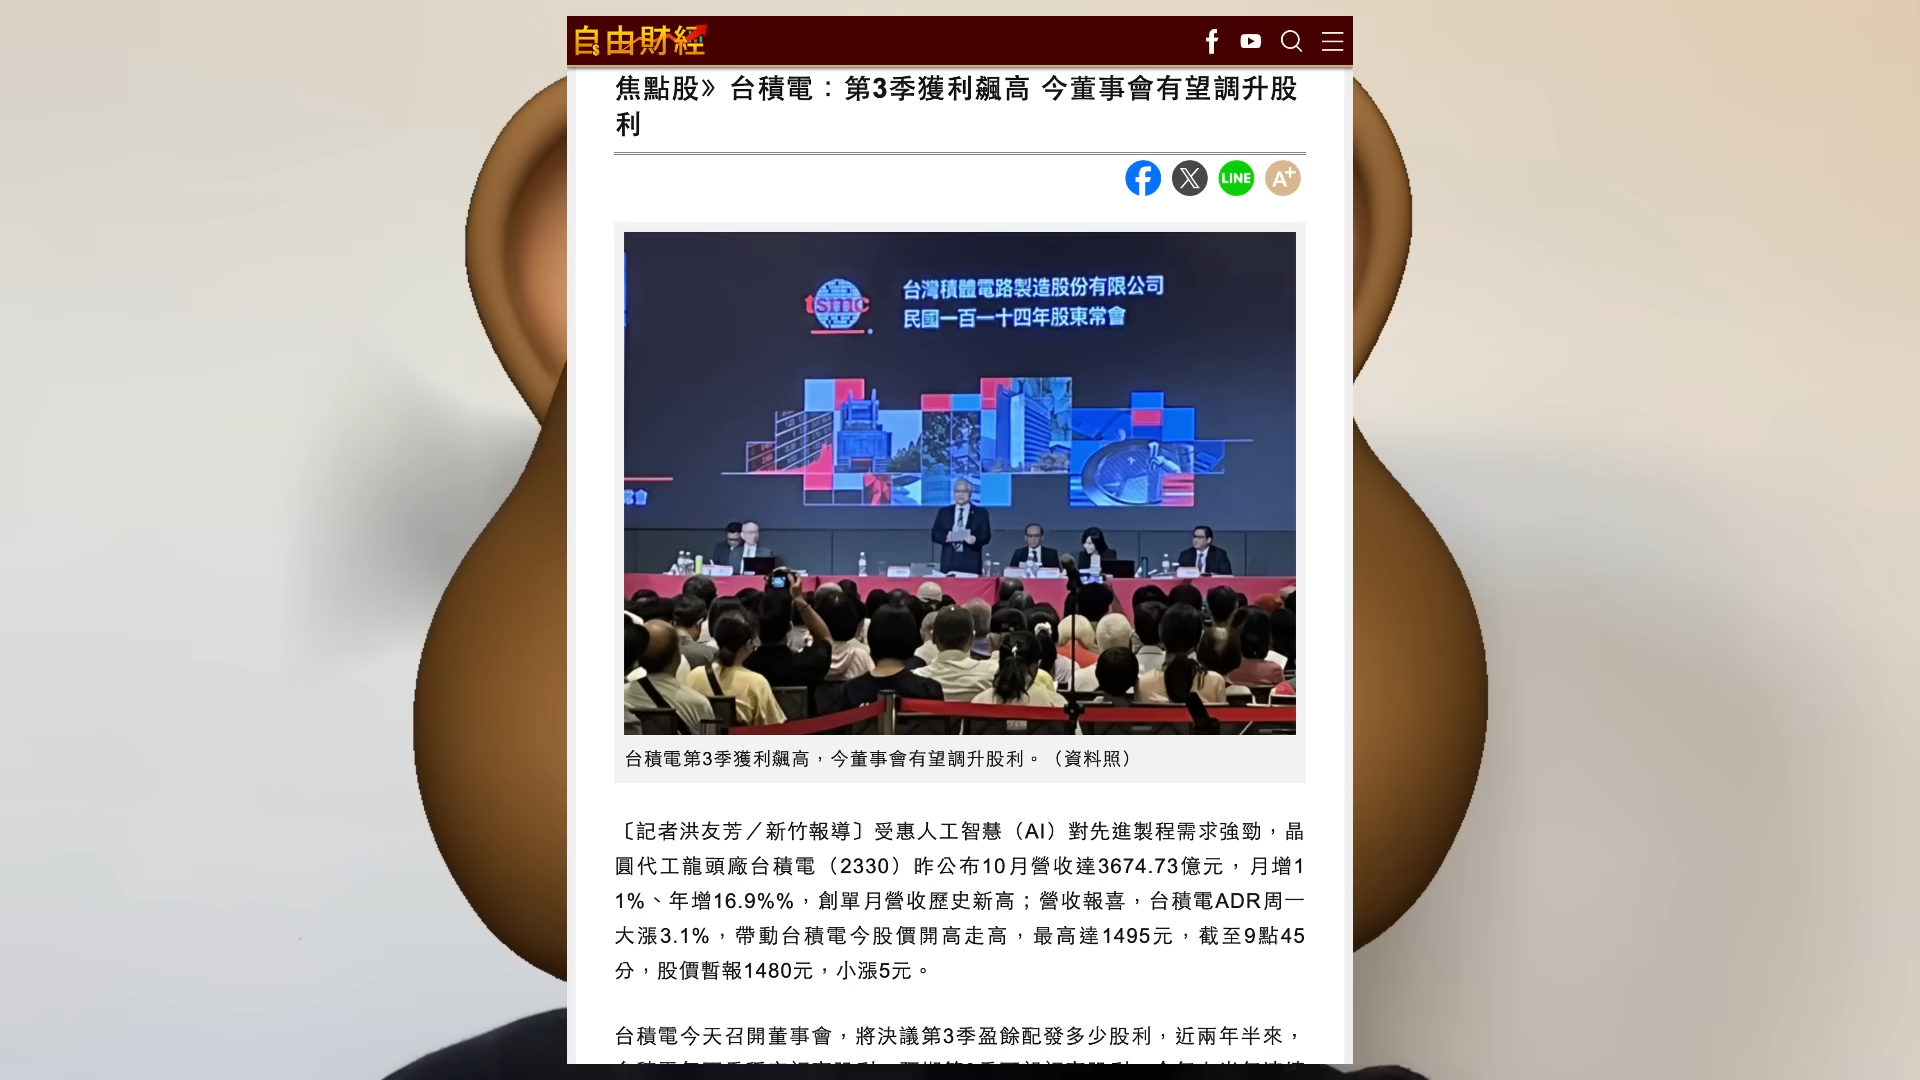 自由財經
焦點股》台積電：第3季獲利飆高 今董事會有望調升股
利
LINE
A+
tsmc
台灣積體電路製造股份有限公司
民國一百一十四年股東常會
台積電第3季獲利飆高，今董事會有望調升股利。（資料照）
〔記者洪友芳／新竹報導〕受惠人工智慧（AI）對先進製程需求強勁，晶
圓代工龍頭廠台積電（2330）昨公布10月營收達3674.73億元，月增1
1%、年增16.9%%，創單月營收歷史新高；營收報喜，台積電ADR周一
大漲3.1%，帶動台積電今股價開高走高，最高達1495元，截至9點45
分，股價暫報1480元，小漲5元。
台積電今天召開董事會，將決議第3季盈餘配發多少股利，近兩年半來，